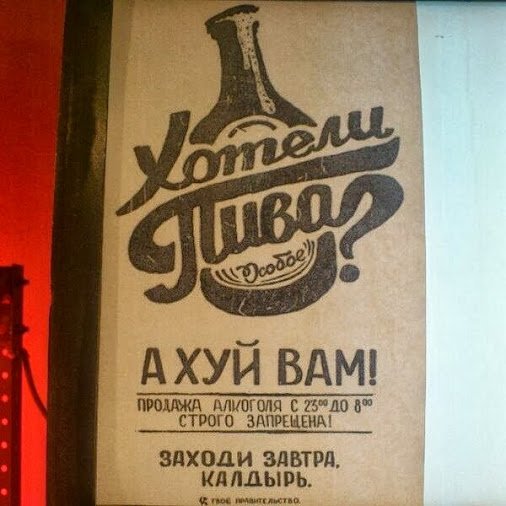 Хотели
Пива?
Особое
А ХУЙ ВАМ!
ПРОДАЖА АЛКОГОЛЯ С 23⁰⁰ ДО 8⁰⁰
СТРОГО ЗАПРЕЩЕНА!
ЗАХОДИ ЗАВТРА,
КАЛДЫРЬ.
ТВОЕ ПРАВИТЕЛЬСТВО.